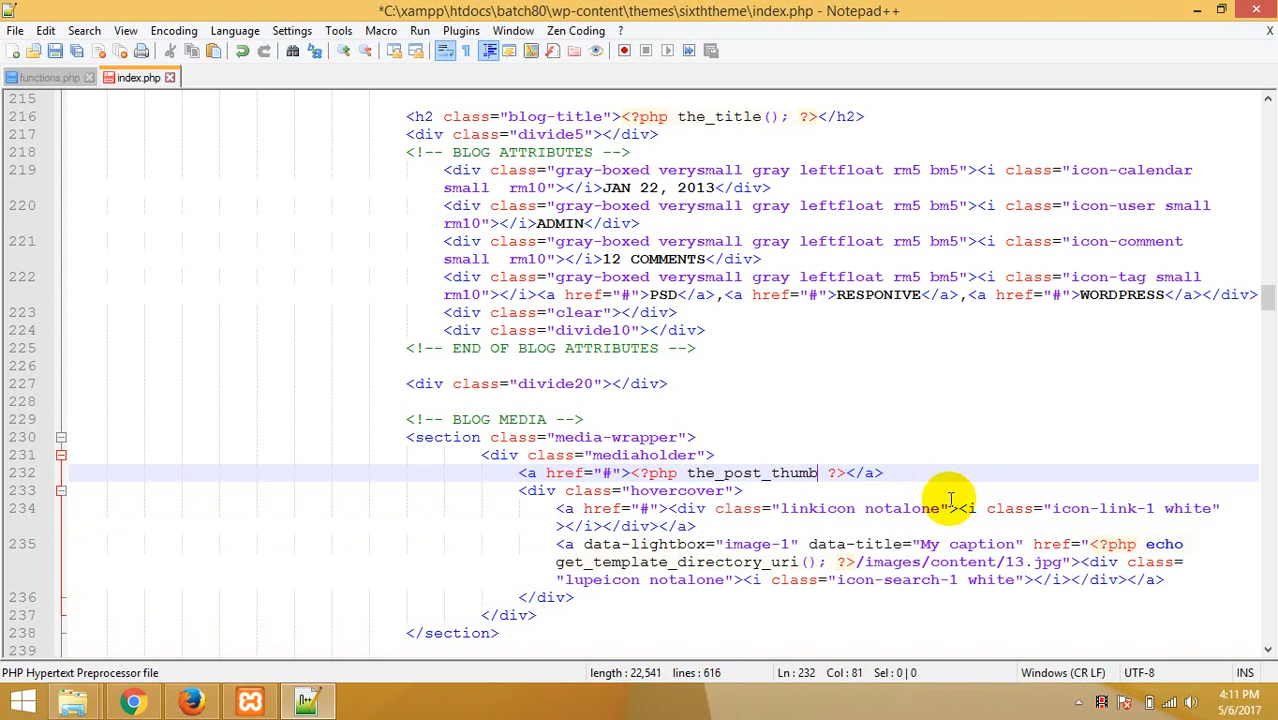 *C:\xampp\htdocs\batch80\wp-content\themes\sixththeme\index.php - Notepad++
File Edit Search View Encoding Language Settings Tools Macro Run Plugins Window Zen Coding ? X
functions.php index.php
215
216 <h2 class="blog-title"><?php the_title(); ?></h2>
217 <div class="divide5"></div>
218 <!-- BLOG ATTRIBUTES -->
219 <div class="gray-boxed verysmall gray leftfloat rm5 bm5"><i class="icon-calendar
small  rm10"></i>JAN 22, 2013</div>
220 <div class="gray-boxed verysmall gray leftfloat rm5 bm5"><i class="icon-user small
rm10"></i>ADMIN</div>
221 <div class="gray-boxed verysmall gray leftfloat rm5 bm5"><i class="icon-comment
small  rm10"></i>12 COMMENTS</div>
222 <div class="gray-boxed verysmall gray leftfloat rm5 bm5"><i class="icon-tag small
rm10"></i><a href="#">PSD</a>,<a href="#">RESPONIVE</a>,<a href="#">WORDPRESS</a></div>
223 <div class="clear"></div>
224 <div class="divide10"></div>
225 <!-- END OF BLOG ATTRIBUTES -->
226
227 <div class="divide20"></div>
228
229 <!-- BLOG MEDIA -->
230 <section class="media-wrapper">
231 <div class="mediaholder">
232 <a href="#"><?php the_post_thumb ?></a>
233 <div class="hovercover">
234 <a href="#"><div class="linkicon notalone"><i class="icon-link-1 white"
></i></div></a>
235 <a data-lightbox="image-1" data-title="My caption" href="<?php echo
get_template_directory_uri(); ?>/images/content/13.jpg"><div class=
"lupeicon notalone"><i class="icon-search-1 white"></i></div></a>
236 </div>
237 </div>
238 </section>
239
PHP Hypertext Preprocessor file length : 22,541 lines : 616 Ln : 232 Col : 81 Sel : 0 | 0 Windows (CR LF) UTF-8 INS
4:11 PM
5/6/2017